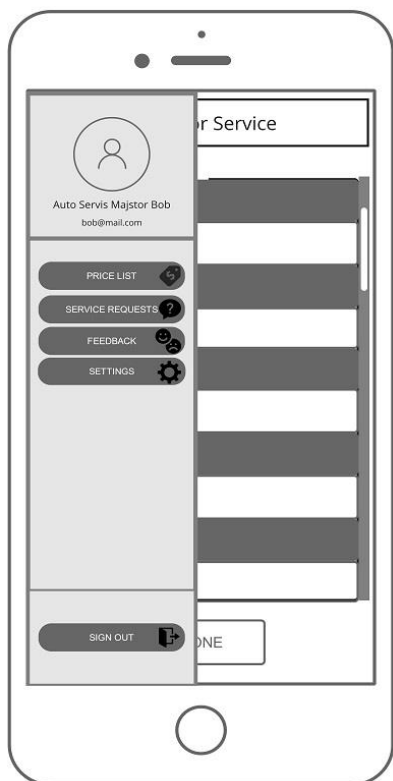 r Service
Auto Servis Majstor Bob
bob@mail.com
PRICE LIST
SERVICE REQUESTS
FEEDBACK
SETTINGS
SIGN OUT
ONE